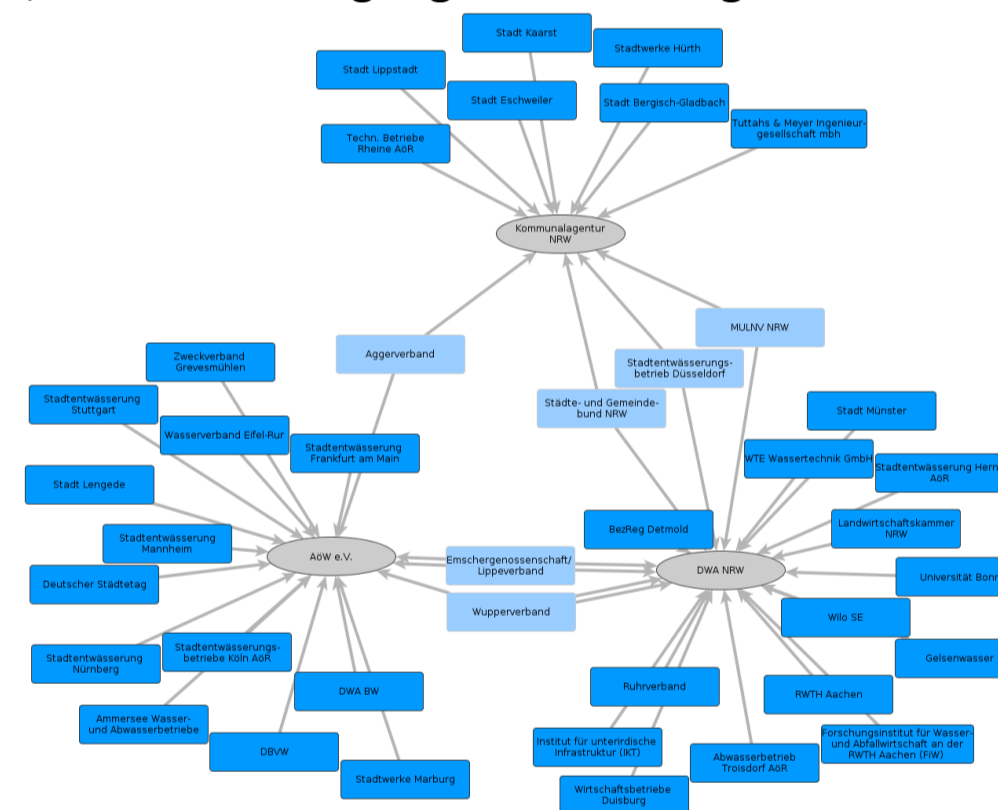 Stadt Kaarst
Stadtwerke Hürth
Stadt Lippstadt
Stadt Eschweiler
Stadt Bergisch-Gladbach
Tuttahs & Meyer Ingenieur-
gesellschaft mbh
Techn. Betriebe
Rheine AöR
Kommunalagentur
NRW
MULNV NRW
Aggerverband
Stadtentwässerungs-
betrieb Düsseldorf
Städte- und Gemeinde-
bund NRW
Zweckverband
Grevesmühlen
Stadtentwässerung
Stuttgart
Wasserverband Eifel-Rur
Stadtentwässerung
Frankfurt am Main
Stadt Lengede
Stadtentwässerung
Mannheim
AöW e.V.
Deutscher Städtetag
Stadtentwässerung
Nürnberg
Stadtentwässerungs-
betriebe Köln AöR
Ammersee Wasser-
und Abwasserbetriebe
DBVW
DWA BW
Stadtwerke Marburg
Emschergenossenschaft/
Lippeverband
Wupperverband
Stadt Münster
WTE Wassertechnik GmbH
Stadtentwässerung Hern
AöR
BezReg Detmold
Landwirtschaftskammer
NRW
DWA NRW
Universität Bonn
Wilo SE
Gelsenwasser
Ruhrverband
RWTH Aachen
Institut für unterirdische
Infrastruktur (IKT)
Abwasserbetrieb
Troisdorf AöR
Forschungsinstitut für Wasser-
und Abfallwirtschaft an der
RWTH Aachen (FiW)
Wirtschaftsbetriebe
Duisburg